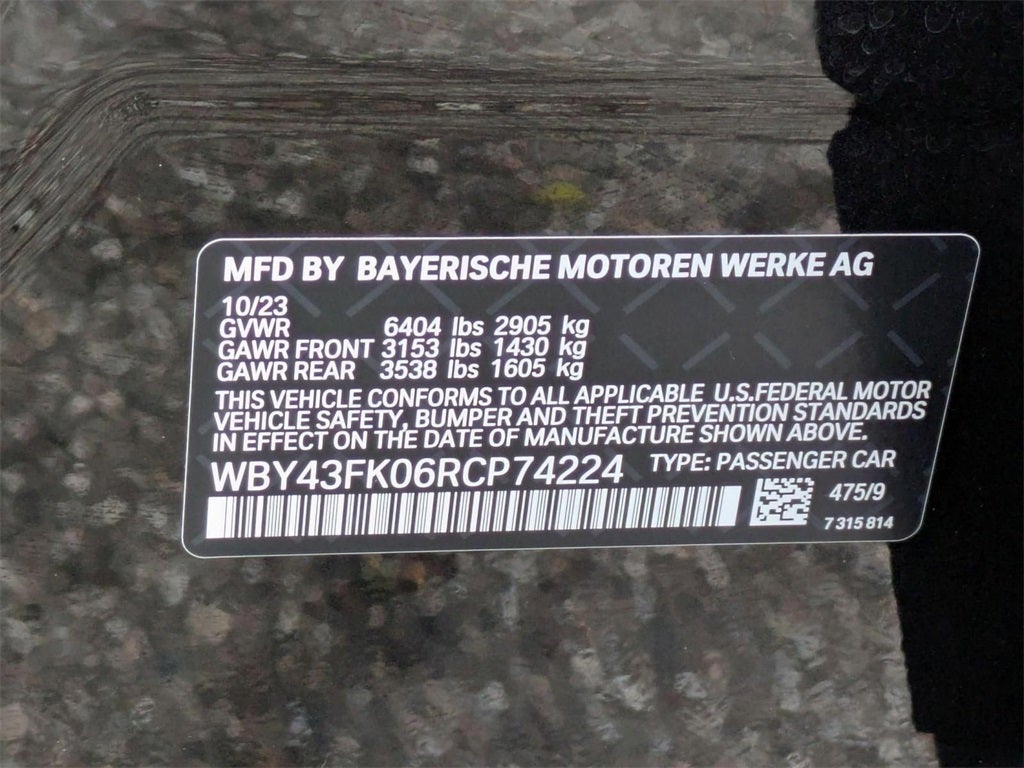 MFD BY BAYERISCHE MOTOREN WERKE AG
10/23
GVWR 6404 lbs 2905 kg
GAWR FRONT 3153 lbs 1430 kg
GAWR REAR 3538 lbs 1605 kg
THIS VEHICLE CONFORMS TO ALL APPLICABLE U.S.FEDERAL MOTOR
VEHICLE SAFETY, BUMPER AND THEFT PREVENTION STANDARDS
IN EFFECT ON THE DATE OF MANUFACTURE SHOWN ABOVE.
WBY43FK06RCP74224 TYPE: PASSENGER CAR
475/9
7 315 814